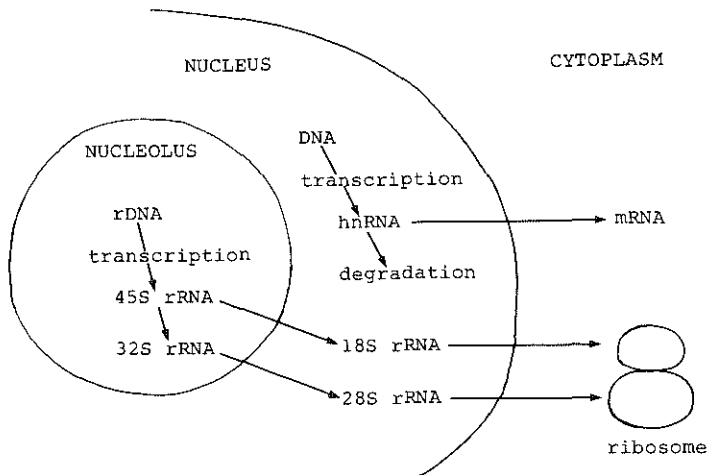 NUCLEUS
CYTOPLASM
NUCLEOLUS
DNA
transcription
hnRNA
mRNA
degradation
rDNA
transcription
45S rRNA
32S rRNA
18S rRNA
28S rRNA
ribosome